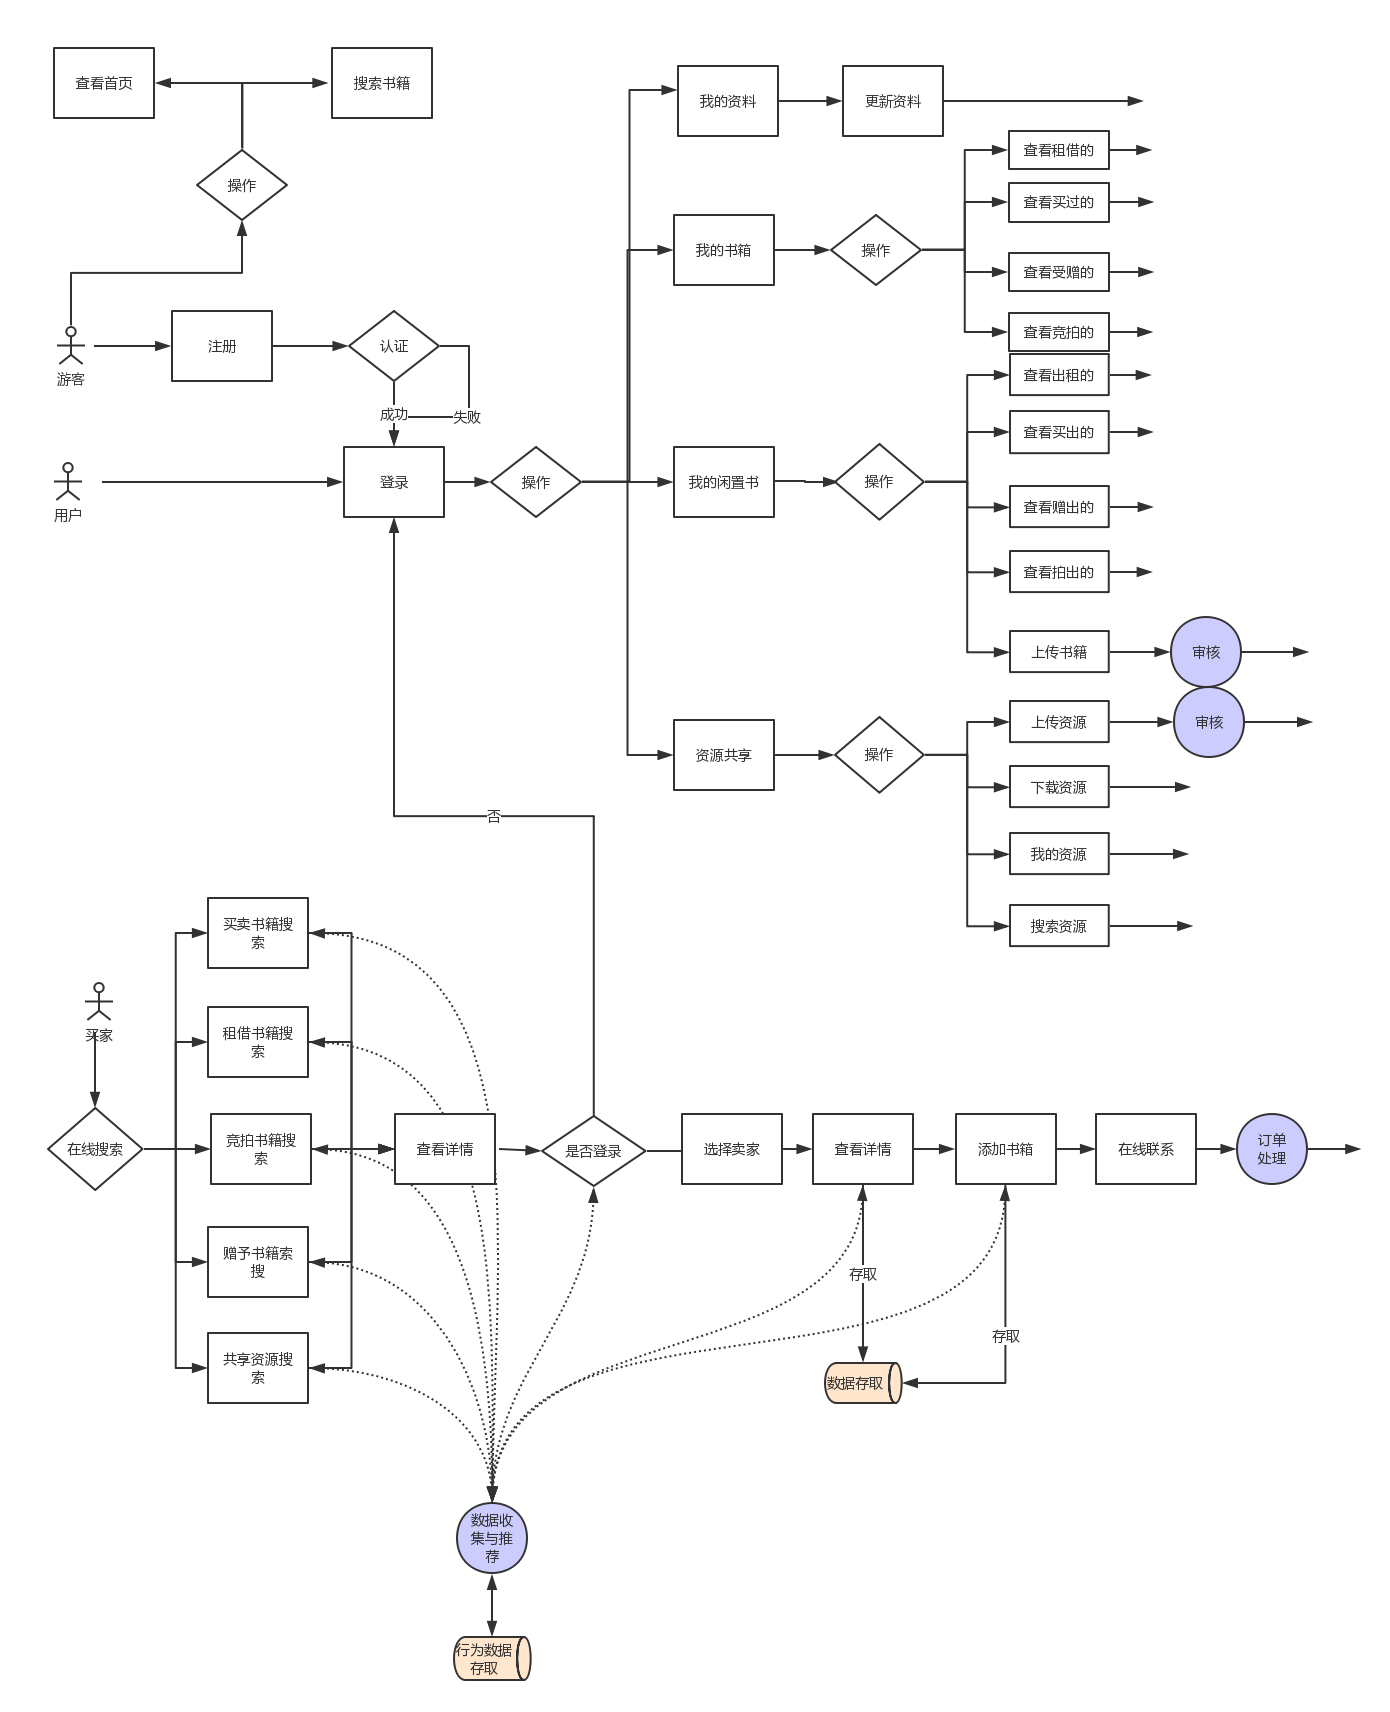 查看首页
搜索书籍
操作
我的资料
更新资料
查看租借的
查看买过的
我的书箱
操作
查看受赠的
查看竞拍的
游客
注册
认证
成功
失败
查看出租的
查看买出的
用户
登录
操作
我的闲置书
操作
查看赠出的
查看拍出的
上传书籍
审核
资源共享
操作
上传资源
审核
下载资源
我的资源
搜索资源
否
买卖书籍搜
索
买家
租借书籍搜
索
在线搜索
竞拍书籍搜
索
查看详情
是否登录
选择卖家
查看详情
添加书籍
在线联系
订单
处理
赠予书籍索
搜
存取
存取
共享资源搜
索
数据存取
数据收
集与推
荐
行为数据
存取